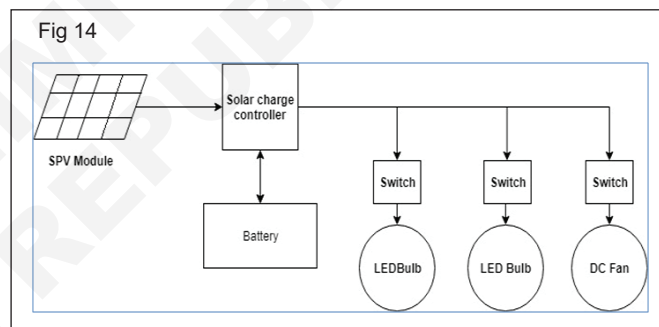 Fig 14
Solar charge
controller
SPV Module
Switch
Switch
Switch
Battery
LEDBulb
LED Bulb
DC Fan